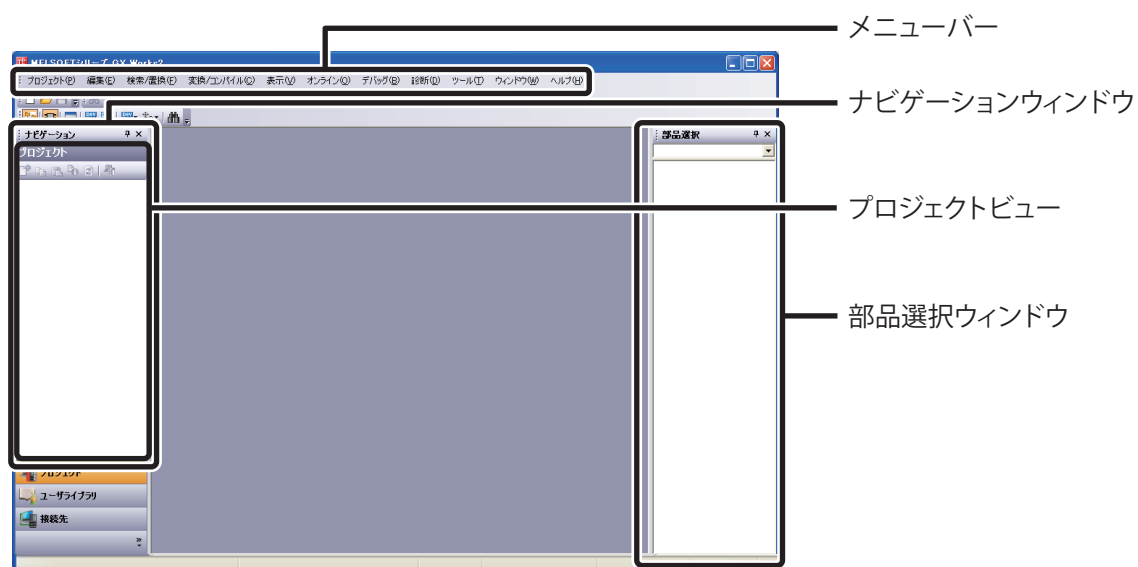 メニューバー
MELSOFTシリーズ GX Works2
プロジェクト(P) 編集(E) 検索/置換(F) 変換/コンパイル(C) 表示(V) オンライン(O) デバッグ(B) 診断(D) ツール(T) ウィンドウ(W) ヘルプ(H)
ナビゲーションウィンドウ
ナビゲーション
部品選択
プロジェクト
プロジェクトビュー
部品選択ウィンドウ
プロジェクト
ユーザライブラリ
接続先